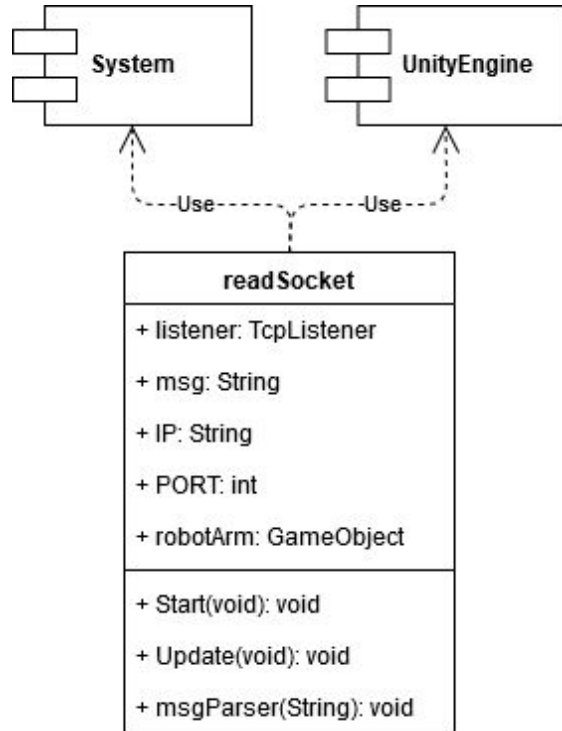 System
UnityEngine
Use
Use
readSocket
+ listener: TcpListener
+ msg: String
+ IP: String
+ PORT: int
+ robotArm: GameObject
+ Start(void): void
+ Update(void): void
+ msgParser(String): void